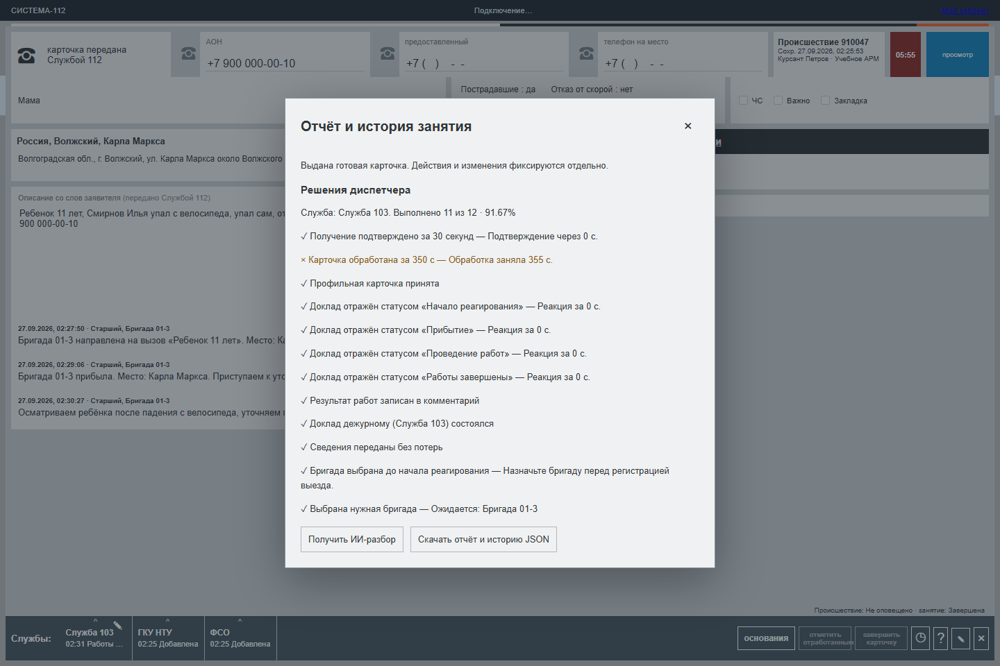 СИСТЕМА-112
Подключение...
Мой кабинет
карточка передана
Службой 112
АОН
+7 900 000-00-10
предоставленный
+7 (   )    -  -
телефон на место
+7 (   )    -  -
Происшествие 910047
Сохр. 27.09.2026, 02:25:53
Курсант Петров · Учебное АРМ
05:55
просмотр
Мама
Пострадавшие : да
Отказ от скорой : нет
ЧС
Важно
Закладка
Россия, Волжский, Карла Маркса
Волгоградская обл., г. Волжский, ул. Карла Маркса около Волжского
и
Описание со слов заявителя (передано Службой 112)
Ребенок 11 лет, Смирнов Илья упал с велосипеда, упал сам, от
900 000-00-10
27.09.2026, 02:27:50 · Старший, Бригада 01-3
Бригада 01-3 направлена на вызов «Ребенок 11 лет». Место: Ка
27.09.2026, 02:29:06 · Старший, Бригада 01-3
Бригада 01-3 прибыла. Место: Карла Маркса. Приступаем к уто
27.09.2026, 02:30:27 · Старший, Бригада 01-3
Осматриваем ребёнка после падения с велосипеда, уточняем
Отчёт и история занятия
×
Выдана готовая карточка. Действия и изменения фиксируются отдельно.
Решения диспетчера
Служба: Служба 103. Выполнено 11 из 12 · 91.67%
✓ Получение подтверждено за 30 секунд — Подтверждение через 0 с.
× Карточка обработана за 350 с — Обработка заняла 355 с.
✓ Профильная карточка принята
✓ Доклад отражён статусом «Начало реагирования» — Реакция за 0 с.
✓ Доклад отражён статусом «Прибытие» — Реакция за 0 с.
✓ Доклад отражён статусом «Проведение работ» — Реакция за 0 с.
✓ Доклад отражён статусом «Работы завершены» — Реакция за 0 с.
✓ Результат работ записан в комментарий
✓ Доклад дежурному (Служба 103) состоялся
✓ Сведения переданы без потерь
✓ Бригада выбрана до начала реагирования — Назначьте бригаду перед регистрацией
выезда.
✓ Выбрана нужная бригада — Ожидается: Бригада 01-3
Получить ИИ-разбор
Скачать отчёт и историю JSON
Происшествие: Не оповещено · занятие: Завершена
Службы:
^
Служба 103
02:31 Работы ...
^
ГКУ НТУ
02:25 Добавлена
^
ФСО
02:25 Добавлена
основания
отметить
отработанным
завершить
карточку
?
×